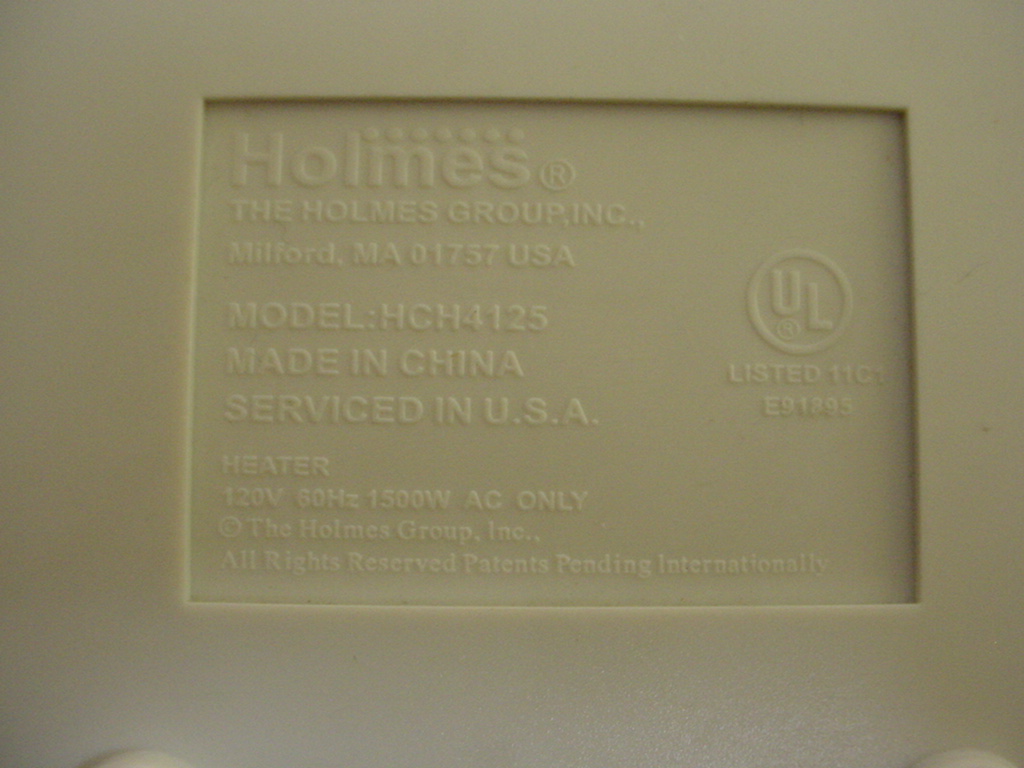 Holmes®
THE HOLMES GROUP,INC.,
Milford, MA 01757 USA
MODEL:HCH4125
MADE IN CHINA
SERVICED IN U.S.A.
HEATER
120V 60Hz 1500W AC ONLY
© The Holmes Group, Inc.,
All Rights Reserved Patents Pending Internationally
UL ®
LISTED
E91895